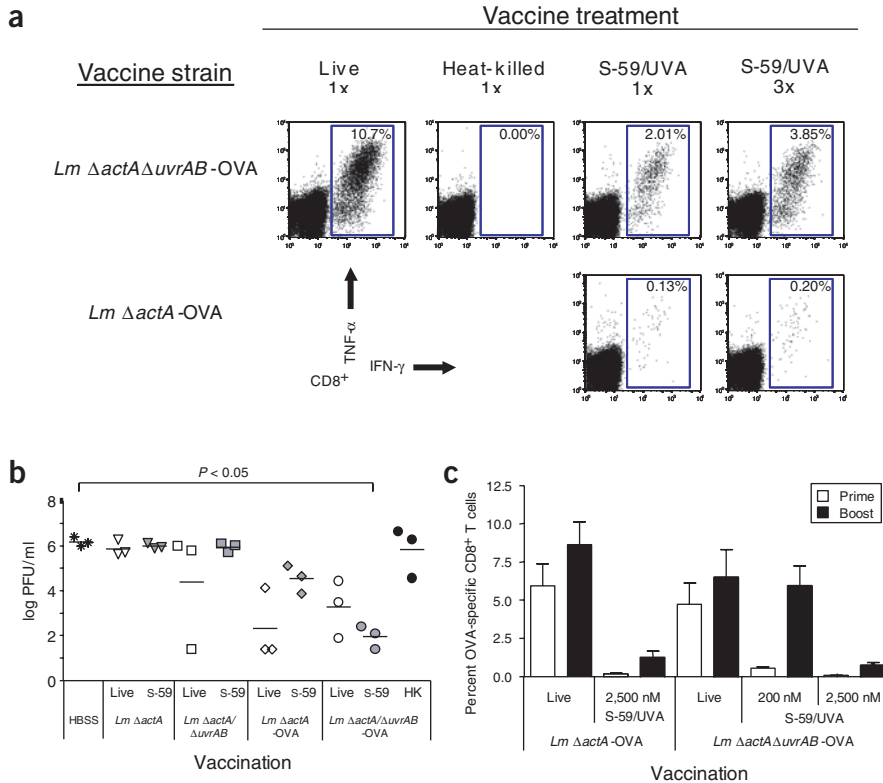 a
Vaccine treatment
Vaccine strain
Live
1x
Heat-killed
1x
S-59/UVA
1x
S-59/UVA
3x
Lm ΔactAΔuvrAB-OVA
10.7%
0.00%
2.01%
3.85%
Lm ΔactA-OVA
0.13%
0.20%
TNF-α
CD8⁺
IFN-γ
b
P < 0.05
log PFU/ml
8
6
4
2
0
HBSS
Live S-59
Lm ΔactA
Live S-59
Lm ΔactA/
ΔuvrAB
Live S-59
Lm ΔactA
-OVA
Live S-59
Lm ΔactA/ΔuvrAB
-OVA
HK
Vaccination
c
Percent OVA-specific CD8⁺ T cells
12.5
10.0
7.5
5.0
2.5
0.0
Prime
Boost
Live
2,500 nM
S-59/UVA
Live
200 nM
2,500 nM
S-59/UVA
Lm ΔactA-OVA
Lm ΔactAΔuvrAB-OVA
Vaccination